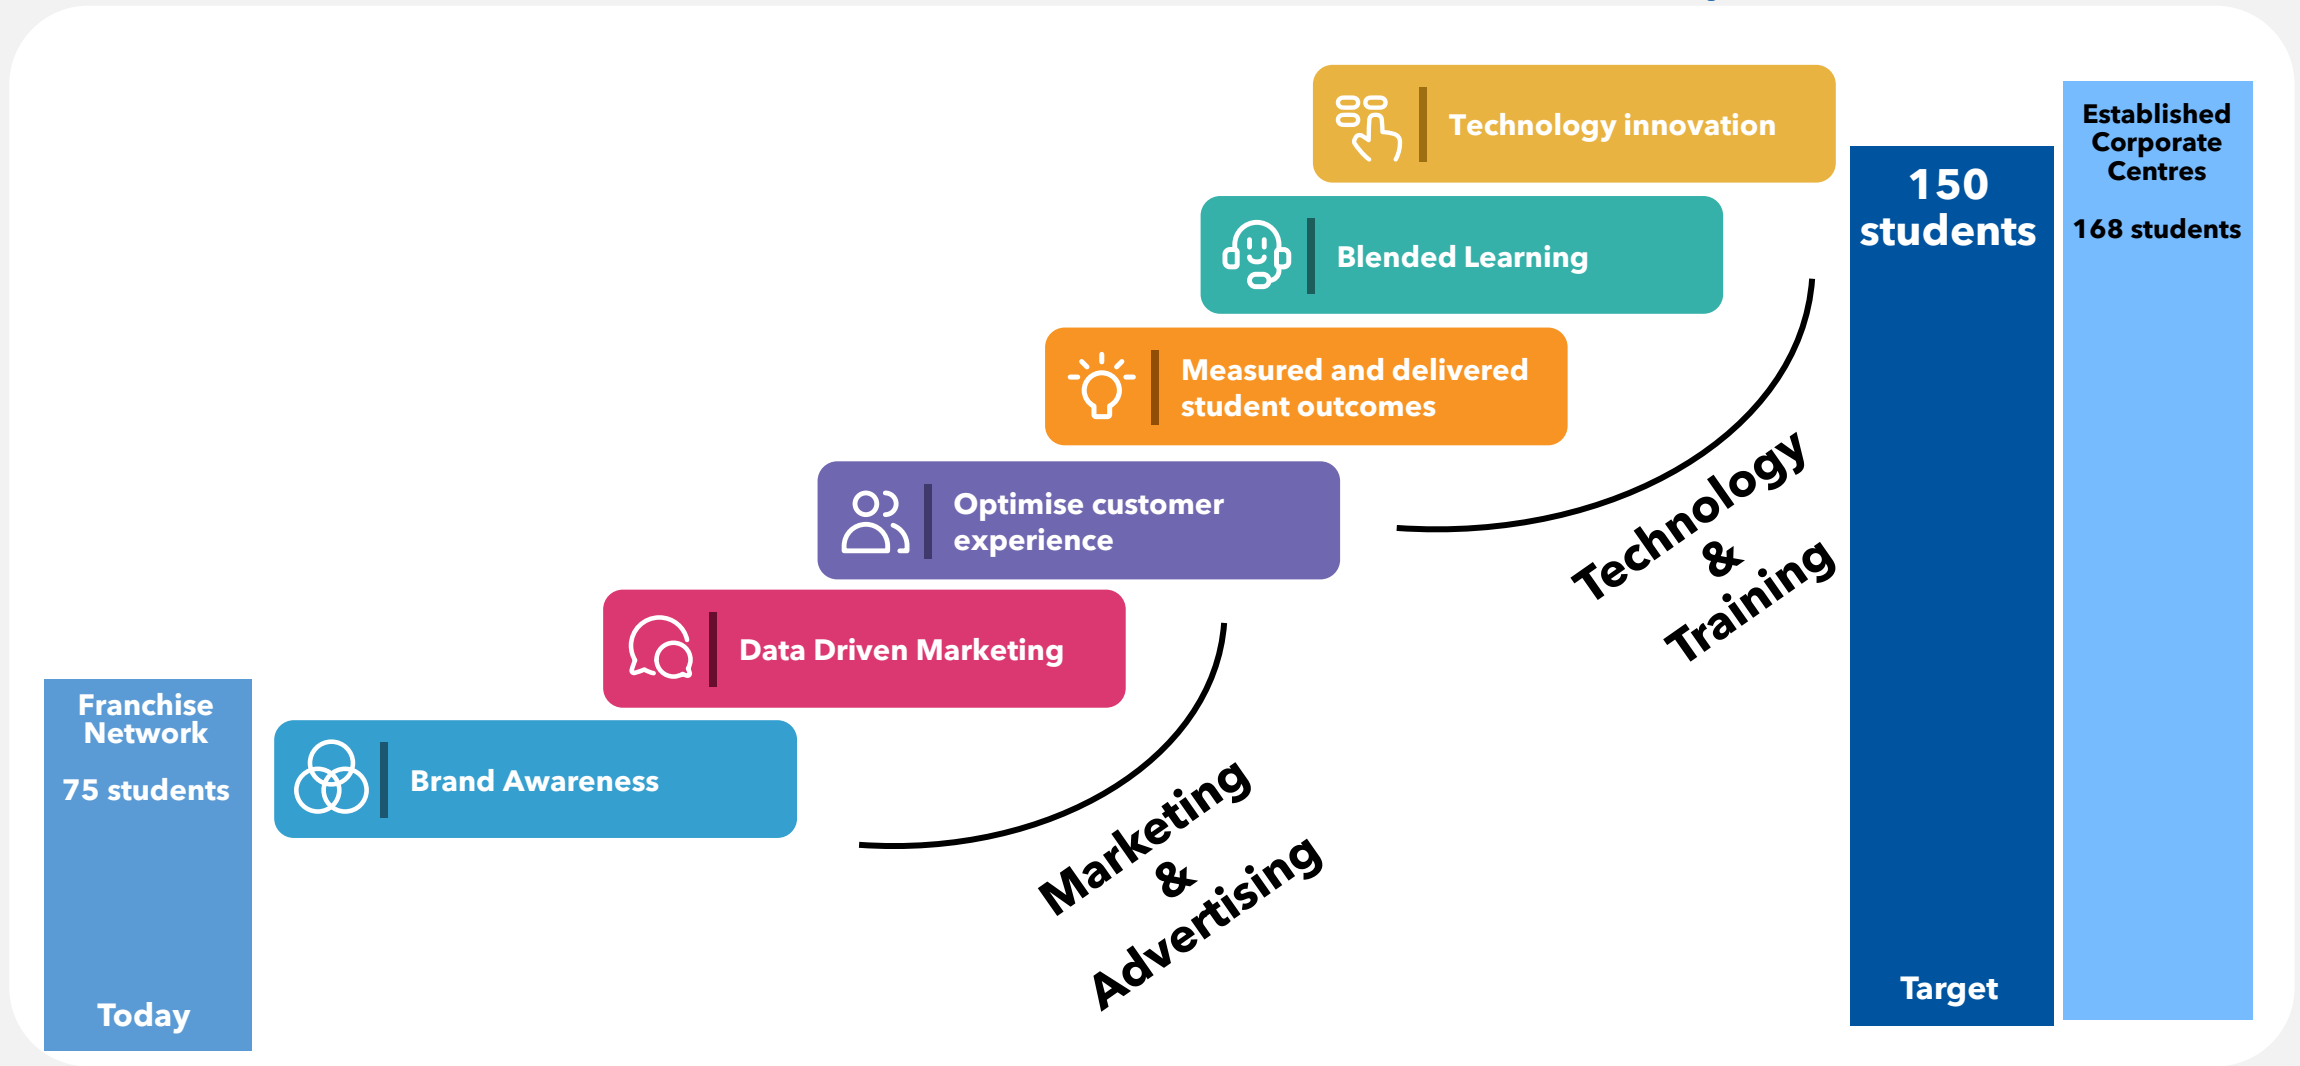 Technology innovation
Established
Corporate
Centres
168 students
150
students
Blended Learning
Measured and delivered
student outcomes
Optimise customer
experience
Technology
&
Training
Data Driven Marketing
Franchise
Network
75 students
Brand Awareness
Marketing
&
Advertising
Today
Target